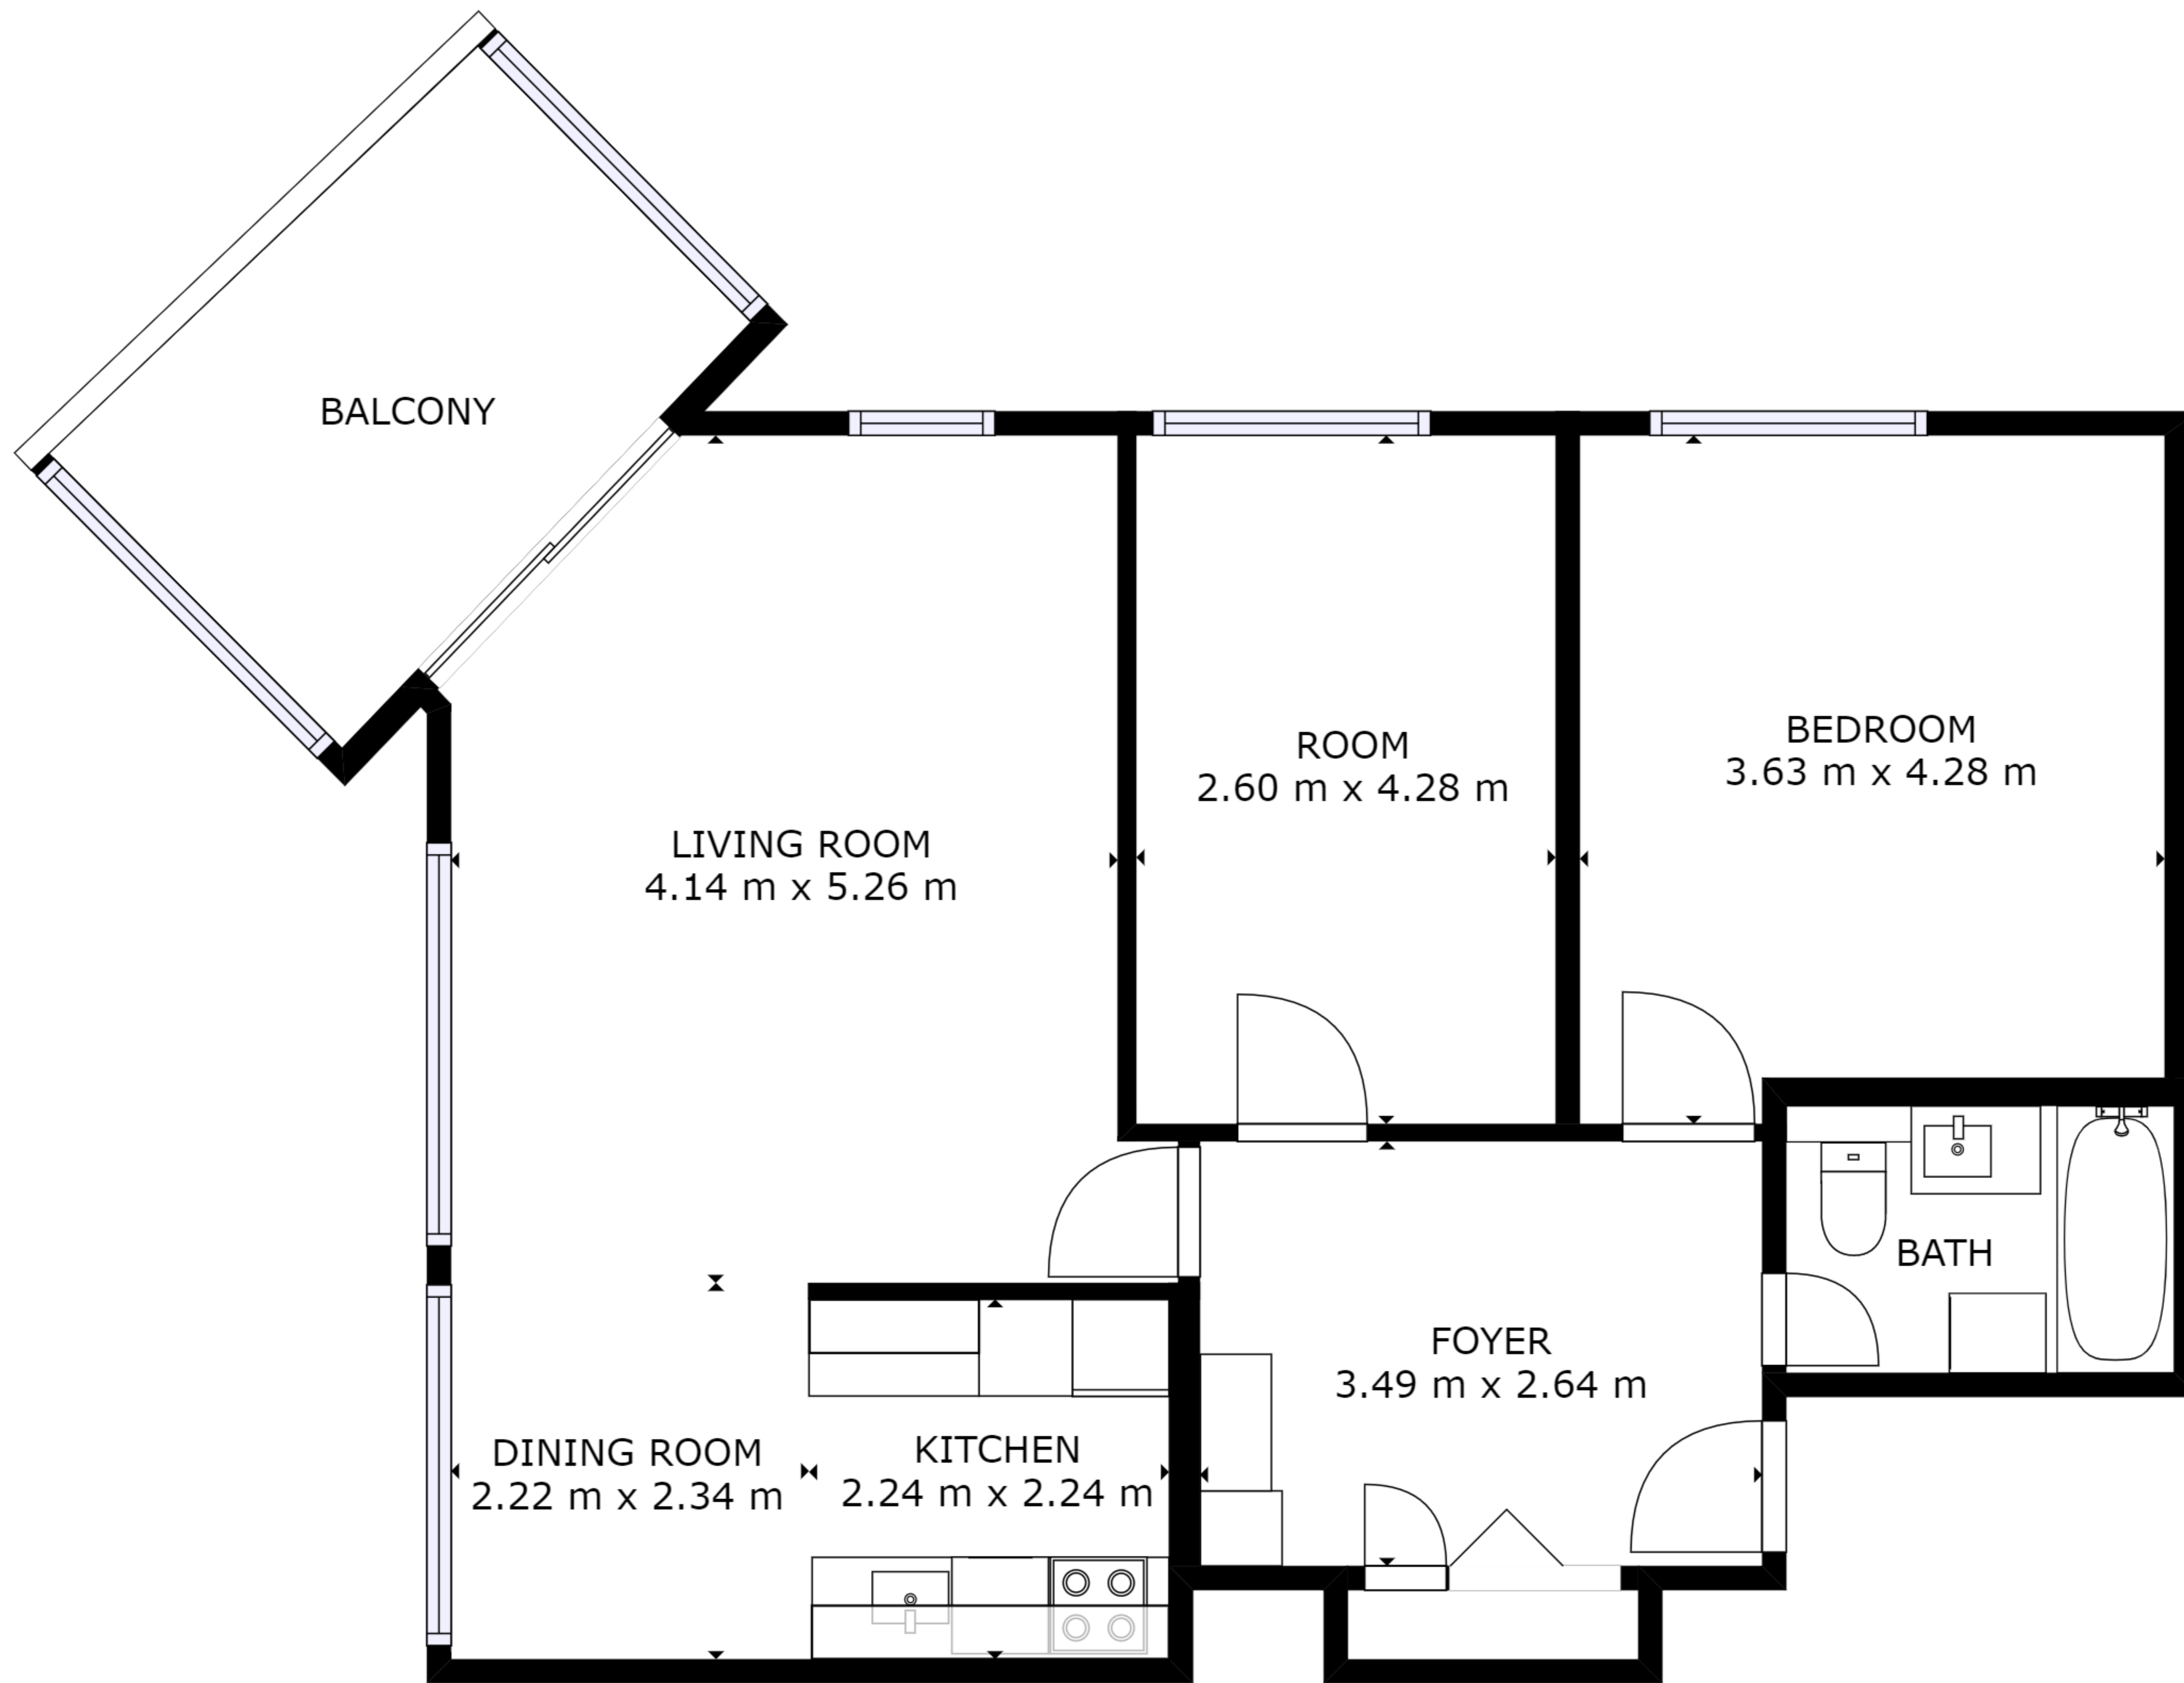 BALCONY
ROOM
2.60 m x 4.28 m
BEDROOM
3.63 m x 4.28 m
LIVING ROOM
4.14 m x 5.26 m
BATH
FOYER
3.49 m x 2.64 m
DINING ROOM
2.22 m x 2.34 m
KITCHEN
2.24 m x 2.24 m